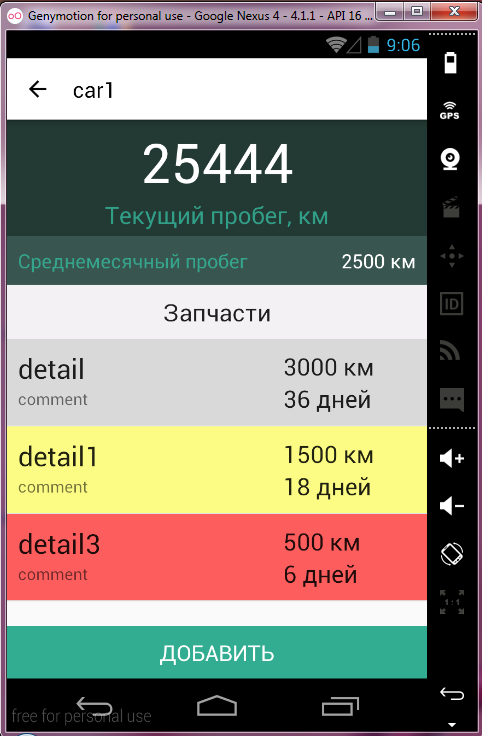 Genymotion for personal use - Google Nexus 4 - 4.1.1 - API 16 ...
9:06
GPS
car1
25444
Текущий пробег, км
Среднемесячный пробег 2500 км
ID
Запчасти
detail 3000 км
comment 36 дней
detail1 1500 км
comment 18 дней
detail3 500 км
comment 6 дней
1:1
ДОБАВИТЬ
free for personal use